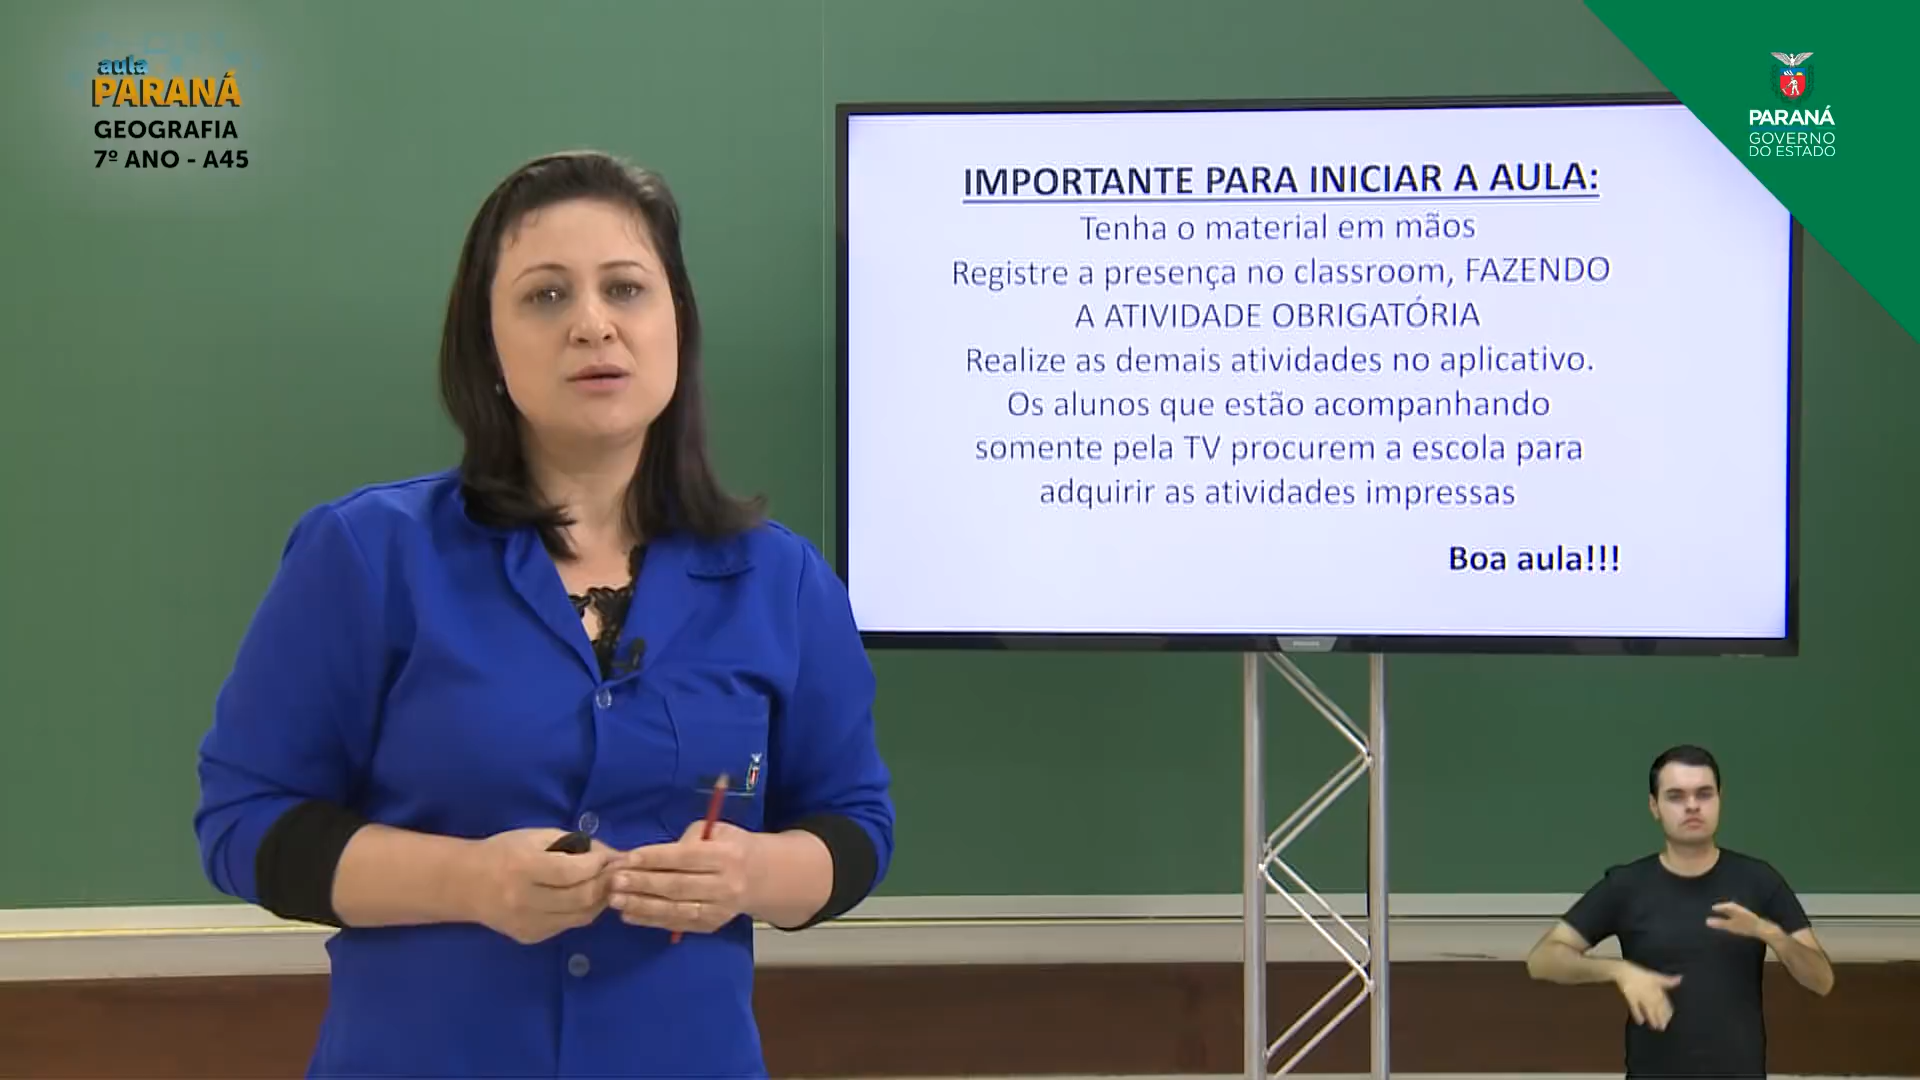 aula
PARANÁ
GEOGRAFIA
7º ANO - A45
PARANÁ
GOVERNO
DO ESTADO
IMPORTANTE PARA INICIAR A AULA:
Tenha o material em mãos
Registre a presença no classroom, FAZENDO
A ATIVIDADE OBRIGATÓRIA
Realize as demais atividades no aplicativo.
Os alunos que estão acompanhando
somente pela TV procurem a escola para
adquirir as atividades impressas
Boa aula!!!